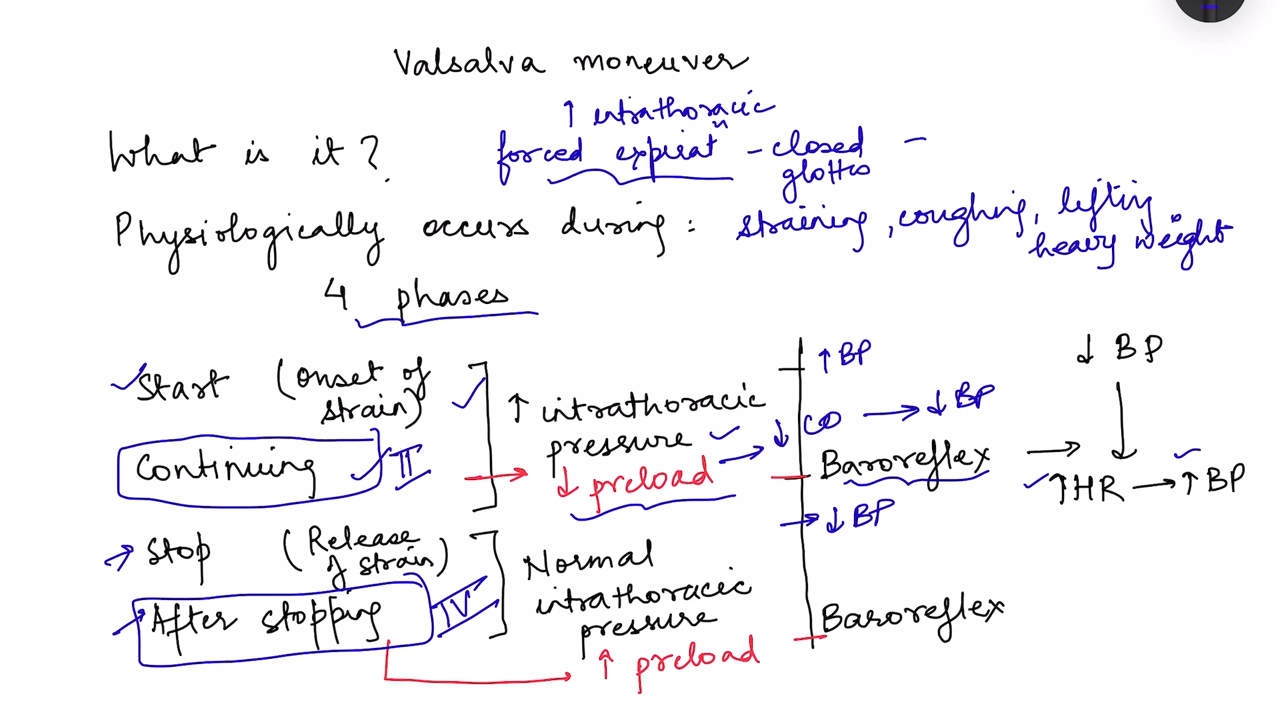 Valsalva moneuver
↑ intrathoracic
What is it? forced expiratⁿ - closed glottis -
Physiologically occurs during : straining, coughing, lifting heavy weight
4 phases
✓ Start (Onset of strain) ✓
Continuing ✓ II
↑ intrathoracic pressure ✓
↓ preload → ↓ CO → ↓ BP
↑ BP
Baroreflex →
→ ↓ BP
↓ BP
✓ ↑ HR → ↑ BP ✓
→ Stop (Release of strain)
→ After stopping IV
Normal intrathoracic pressure
↑ preload
Baroreflex